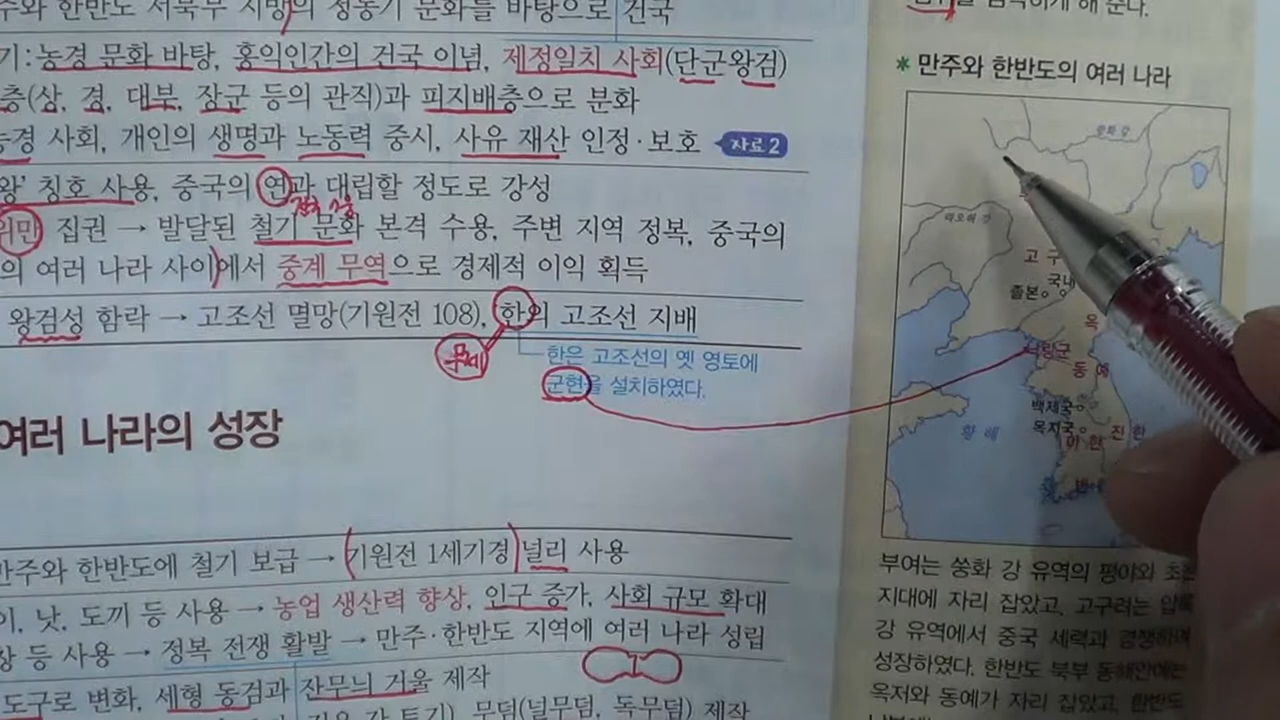 주와 한반도 서북부 지방의 청동기 문화를 바탕으로 건국
기: 농경 문화 바탕, 홍익인간의 건국 이념, 제정일치 사회(단군왕검)
층(상, 경, 대부, 장군 등의 관직)과 피지배층으로 분화
농경 사회, 개인의 생명과 노동력 중시, 사유 재산 인정·보호 자료 2
왕' 칭호 사용, 중국의 연과 대립할 정도로 강성
위만 집권 → 발달된 철기 문화 본격 수용, 주변 지역 정복, 중국의
의 여러 나라 사이에서 중계 무역으로 경제적 이익 획득
왕검성 함락 → 고조선 멸망(기원전 108), 한의 고조선 지배
한은 고조선의 옛 영토에
군현을 설치하였다.
여러 나라의 성장
만주와 한반도에 철기 보급 → 기원전 1세기경 널리 사용
이, 낫, 도끼 등 사용 → 농업 생산력 향상, 인구 증가, 사회 규모 확대
상 등 사용 → 정복 전쟁 활발 → 만주·한반도 지역에 여러 나라 성립
도구로 변화, 세형 동검과 잔무늬 거울 제작
무덤(널무덤, 독무덤) 제작
해 준다.
* 만주와 한반도의 여러 나라
쑹화 강
랴오허 강
고 구
국내
졸본
옥
낙랑군
동 예
백제국
목지국
마 한 진 한
황 해
부여는 쑹화 강 유역의 평야와 초원
지대에 자리 잡았고, 고구려는 압록
강 유역에서 중국 세력과 경쟁하며
성장하였다. 한반도 북부 동해안에는
옥저와 동예가 자리 잡았고, 한반도